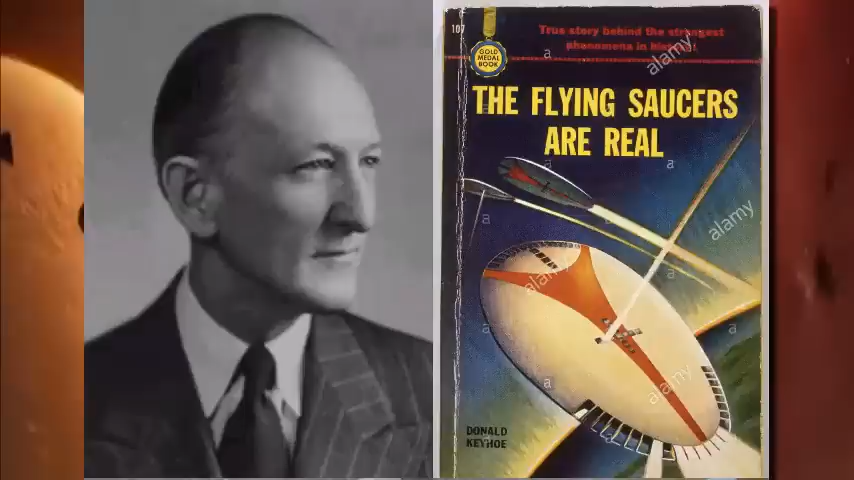 107
GOLD
MEDAL
BOOK
True story behind the strangest
phenomena in history!
THE FLYING SAUCERS
ARE REAL
DONALD
KEYHOE
a
alamy
a
a
a
alamy
alamy
a
a
a
alamy
a